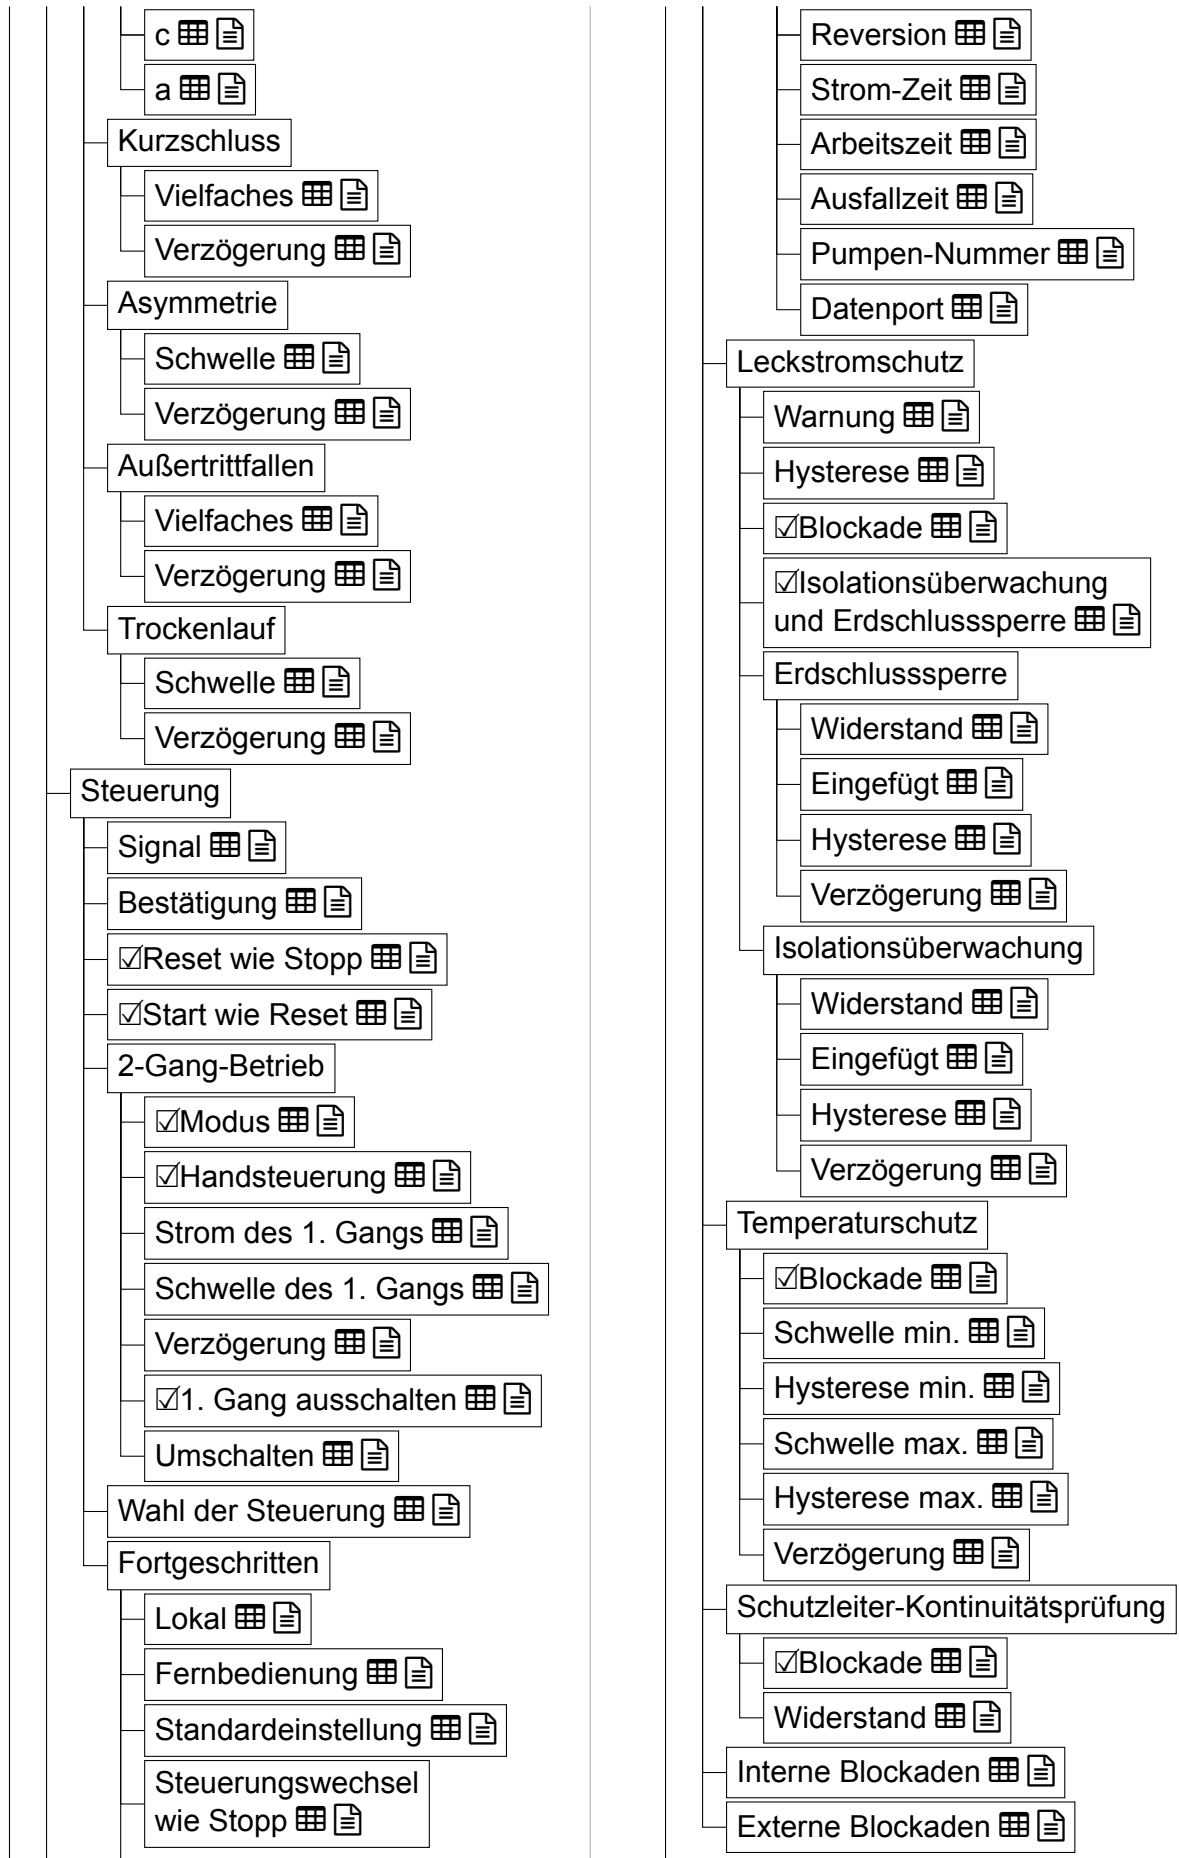 c
a
Kurzschluss
Vielfaches
Verzögerung
Asymmetrie
Schwelle
Verzögerung
Außertrittfallen
Vielfaches
Verzögerung
Trockenlauf
Schwelle
Verzögerung
Steuerung
Signal
Bestätigung
☑Reset wie Stopp
☑Start wie Reset
2-Gang-Betrieb
☑Modus
☑Handsteuerung
Strom des 1. Gangs
Schwelle des 1. Gangs
Verzögerung
☑1. Gang ausschalten
Umschalten
Wahl der Steuerung
Fortgeschritten
Lokal
Fernbedienung
Standardeinstellung
Steuerungswechsel
wie Stopp
Reversion
Strom-Zeit
Arbeitszeit
Ausfallzeit
Pumpen-Nummer
Datenport
Leckstromschutz
Warnung
Hysterese
☑Blockade
☑Isolationsüberwachung
und Erdschlusssperre
Erdschlusssperre
Widerstand
Eingefügt
Hysterese
Verzögerung
Isolationsüberwachung
Widerstand
Eingefügt
Hysterese
Verzögerung
Temperaturschutz
☑Blockade
Schwelle min.
Hysterese min.
Schwelle max.
Hysterese max.
Verzögerung
Schutzleiter-Kontinuitätsprüfung
☑Blockade
Widerstand
Interne Blockaden
Externe Blockaden